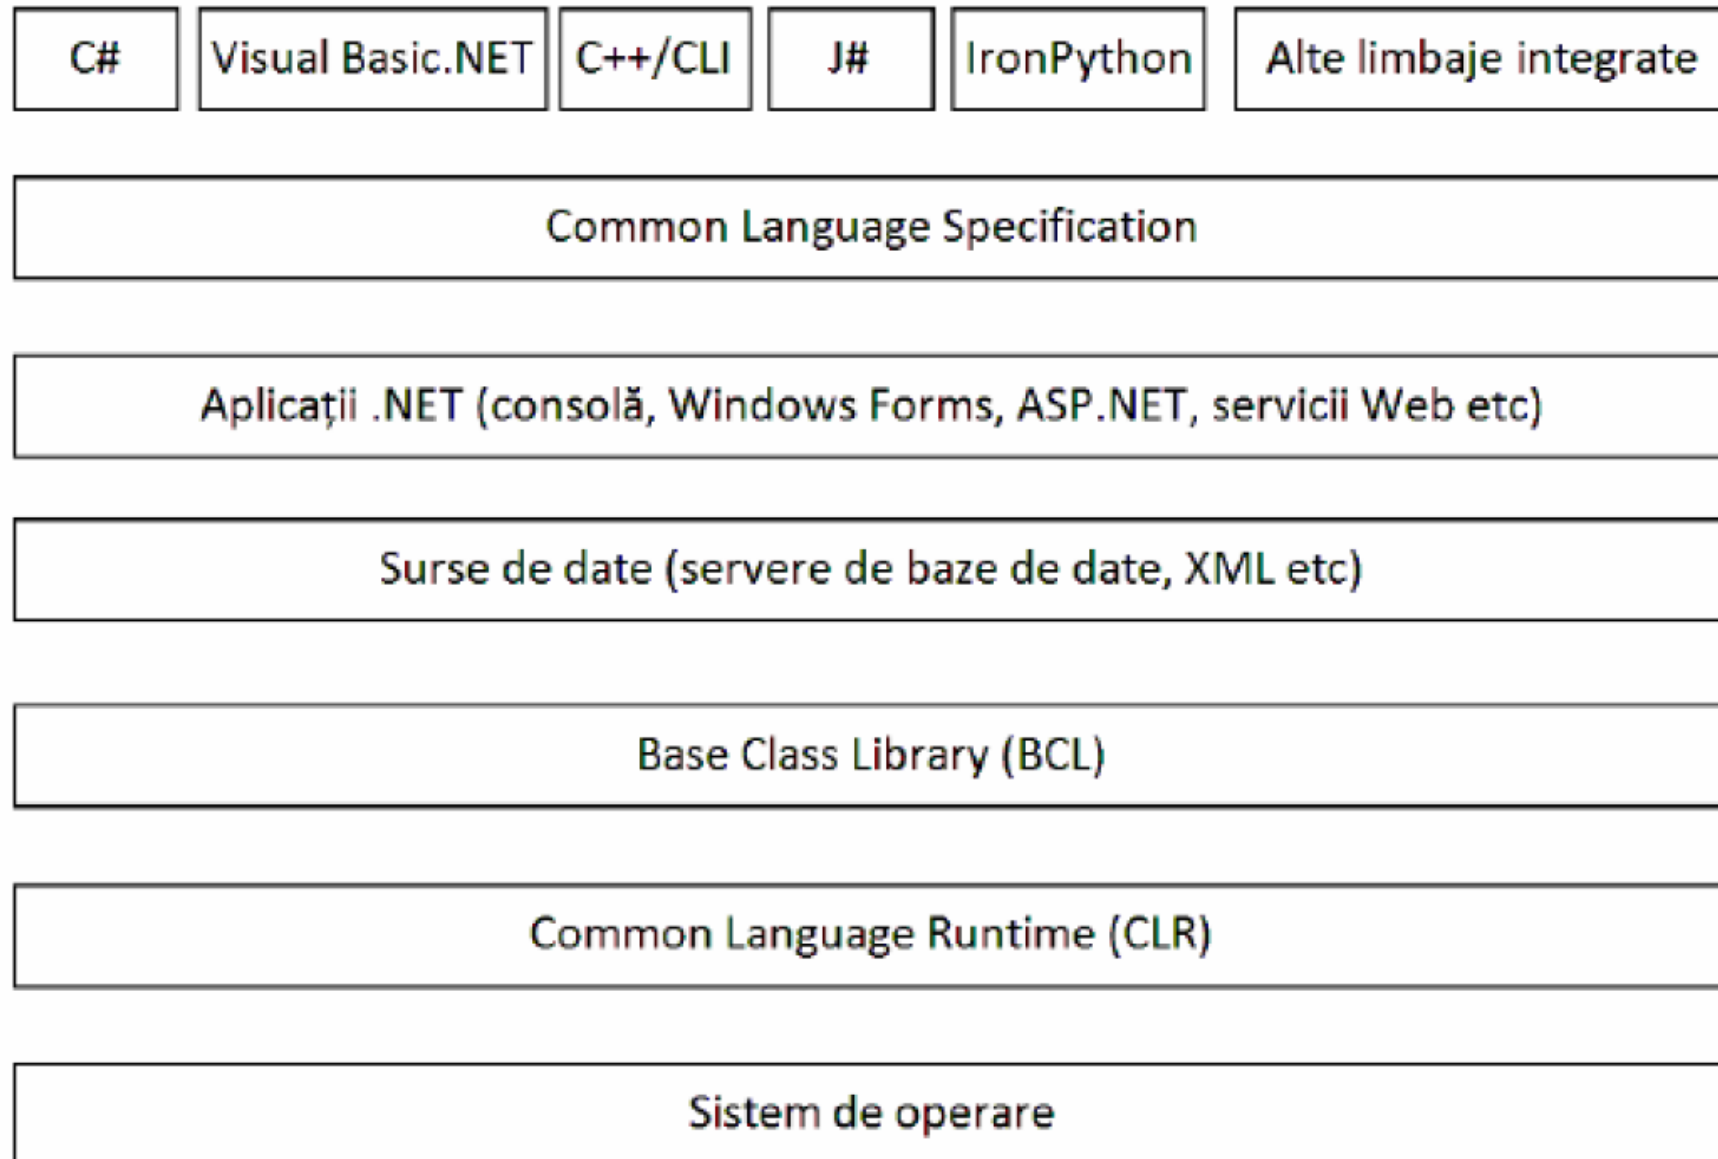 C# Visual Basic.NET C++/CLI J# IronPython Alte limbaje integrate
Common Language Specification
Aplicații .NET (consolă, Windows Forms, ASP.NET, servicii Web etc)
Surse de date (servere de baze de date, XML etc)
Base Class Library (BCL)
Common Language Runtime (CLR)
Sistem de operare